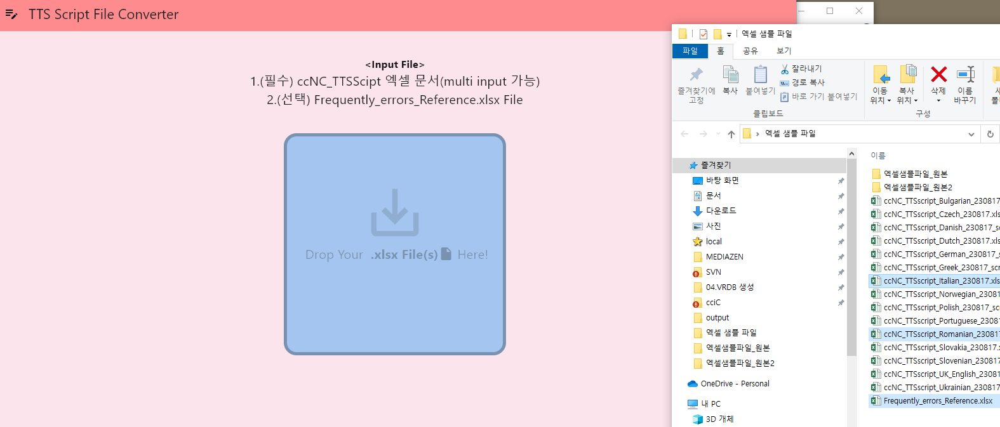 TTS Script File Converter
<Input File>
1.(필수) ccNC_TTSScipt 엑셀 문서(multi input 가능)
2.(선택) Frequently_errors_Reference.xlsx File
Drop Your .xlsx File(s) Here!
엑셀 샘플 파일
파일 홈 공유 보기
즐겨찾기에
고정
복사
붙여넣기
잘라내기
경로 복사
바로 가기 붙여넣기
클립보드
이동
위치
복사
위치
삭제
이름
바꾸기
구성
새
폴
엑셀 샘플 파일
즐겨찾기
바탕 화면
문서
다운로드
사진
local
MEDIAZEN
SVN
04.VRDB 생성
cciC
output
엑셀 샘플 파일
엑셀샘플파일_원본
엑셀샘플파일_원본2
OneDrive - Personal
내 PC
3D 개체
이름
엑셀샘플파일_원본
엑셀샘플파일_원본2
ccNC_TTSscript_Bulgarian_230817
ccNC_TTSscript_Czech_230817.xls
ccNC_TTSscript_Danish_230817_s
ccNC_TTSscript_Dutch_230817.xls
ccNC_TTSscript_German_230817_s
ccNC_TTSscript_Greek_230817_scr
ccNC_TTSscript_Italian_230817.xls
ccNC_TTSscript_Norwegian_23081
ccNC_TTSscript_Polish_230817_sc
ccNC_TTSscript_Portuguese_23081
ccNC_TTSscript_Romanian_230817
ccNC_TTSscript_Slovakia_230817.
ccNC_TTSscript_Slovenian_230817
ccNC_TTSscript_UK_English_23081
ccNC_TTSscript_Ukrainian_230817
Frequently_errors_Reference.xlsx